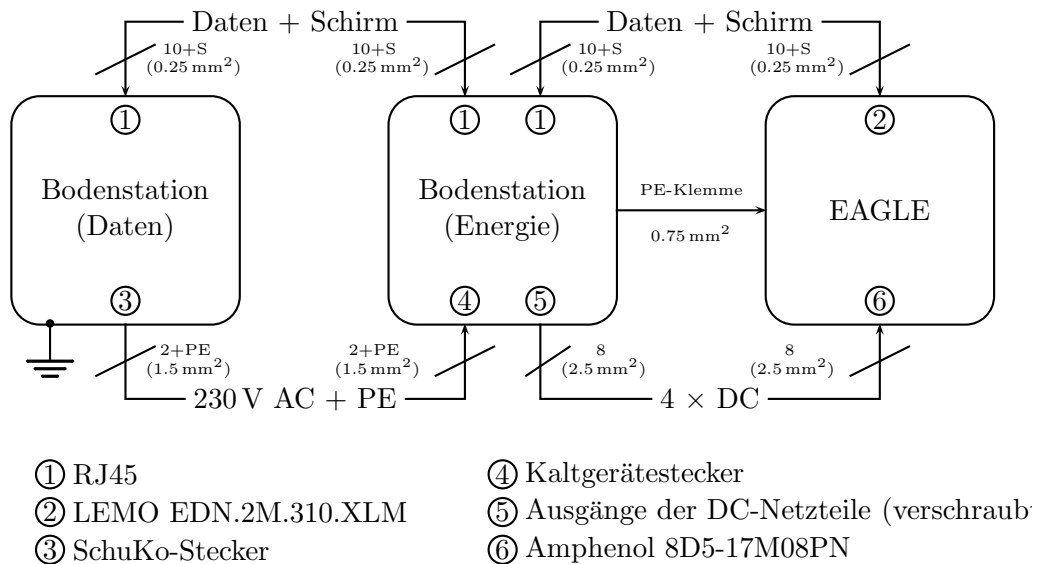 Daten + Schirm
Daten + Schirm
10+S
(0.25 mm²)
10+S
(0.25 mm²)
10+S
(0.25 mm²)
10+S
(0.25 mm²)
①
①
①
②
Bodenstation
(Daten)
Bodenstation
(Energie)
PE-Klemme
0.75 mm²
EAGLE
③
④
⑤
⑥
2+PE
(1.5 mm²)
2+PE
(1.5 mm²)
8
(2.5 mm²)
8
(2.5 mm²)
230 V AC + PE
4 × DC
① RJ45
② LEMO EDN.2M.310.XLM
③ SchuKo-Stecker
④ Kaltgerätestecker
⑤ Ausgänge der DC-Netzteile (verschraubt
⑥ Amphenol 8D5-17M08PN